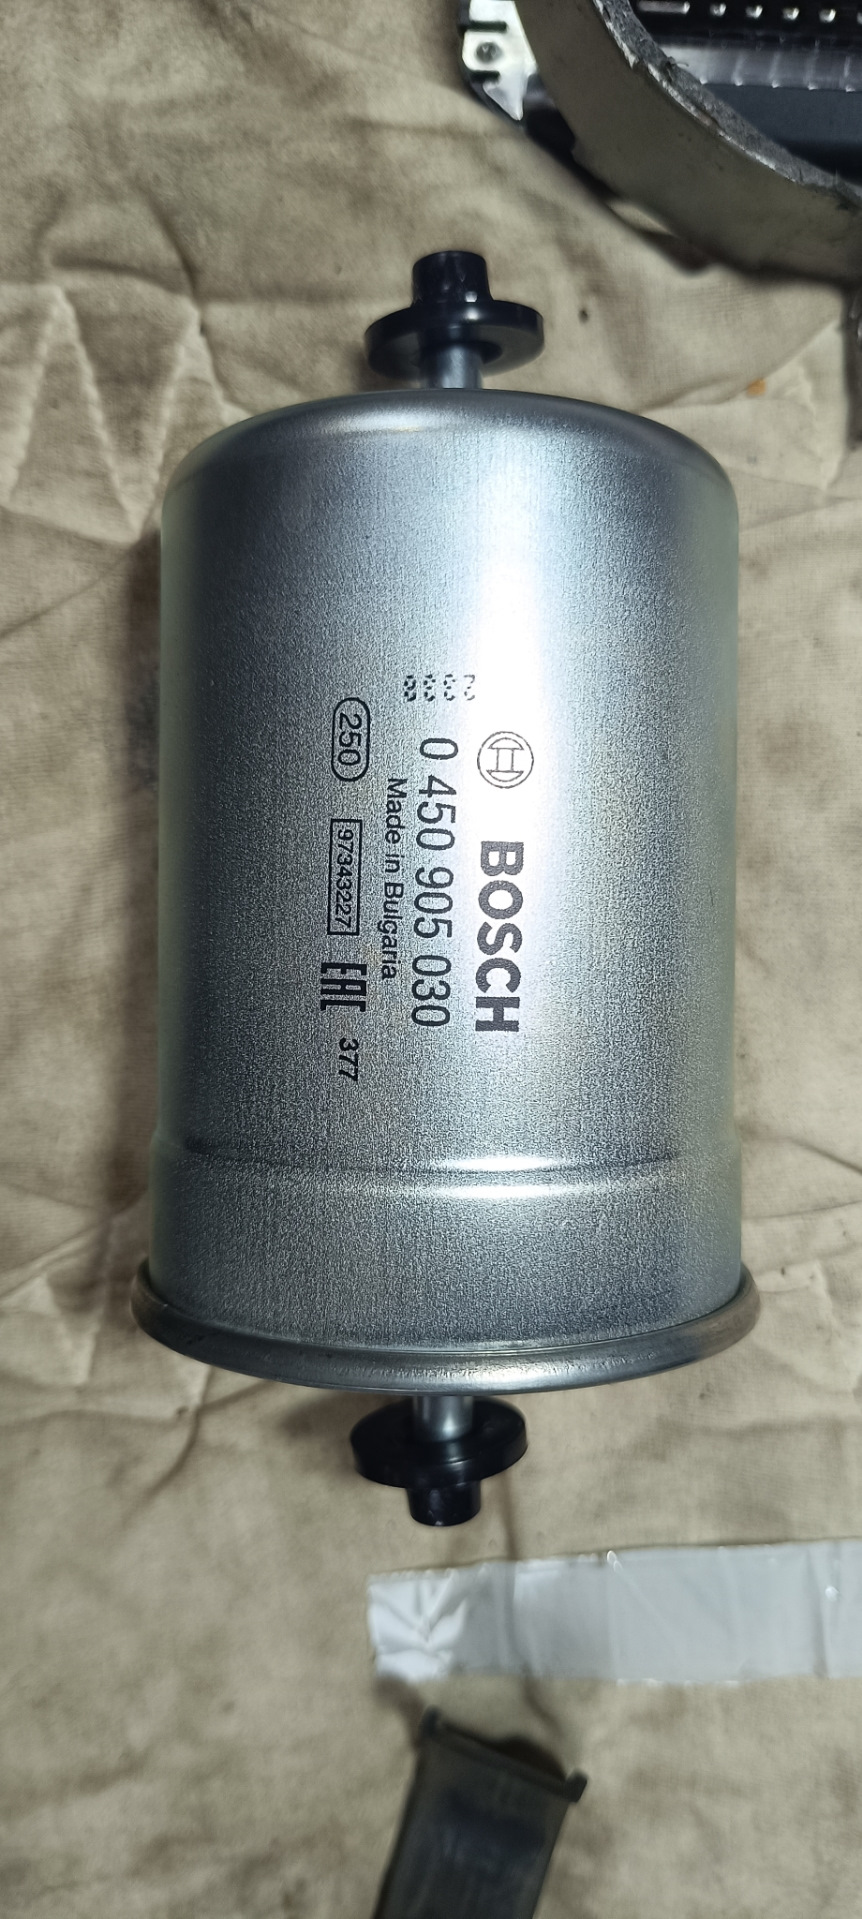 BOSCH
2338
0 450 905 030
Made in Bulgaria
250 97343227 EAC 377